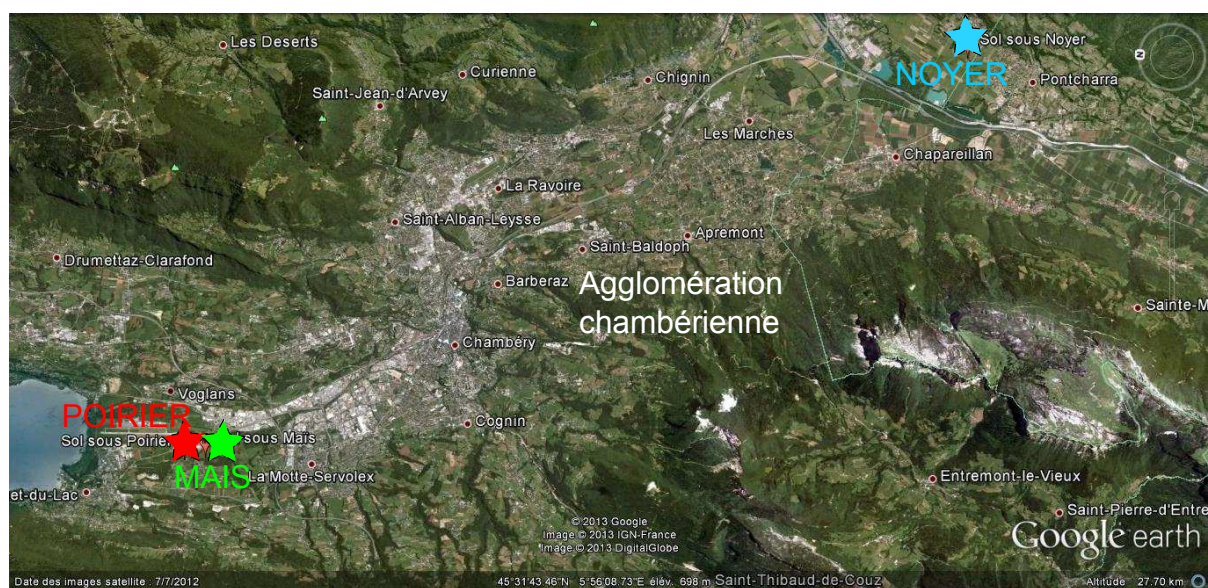 Les Deserts
Sol sous Noyer
NOYER
Curienne
Chignin
Pontcharra
Saint-Jean-d'Arvey
Les Marches
Chapareillan
La Ravoire
Saint-Alban-Leysse
Apremont
Saint-Baldoph
Drumettaz-Clarafond
Barberaz
Agglomération
chambérienne
Sainte-M
Chambéry
Voglans
POIRIER
Cognin
Sol sous Poirie
sous Maïs
MAIS
La Motte-Servolex
et-du-Lac
Entremont-le-Vieux
Saint-Pierre-d'Entre
© 2013 Google
Image © 2013 IGN-France
Image © 2013 DigitalGlobe
Google earth
Date des images satellite : 7/7/2012
45°31'43.46"N 5°56'08.73"E élév. 698 m
Saint-Thibaud-de-Couz
Altitude 27.70 km
N